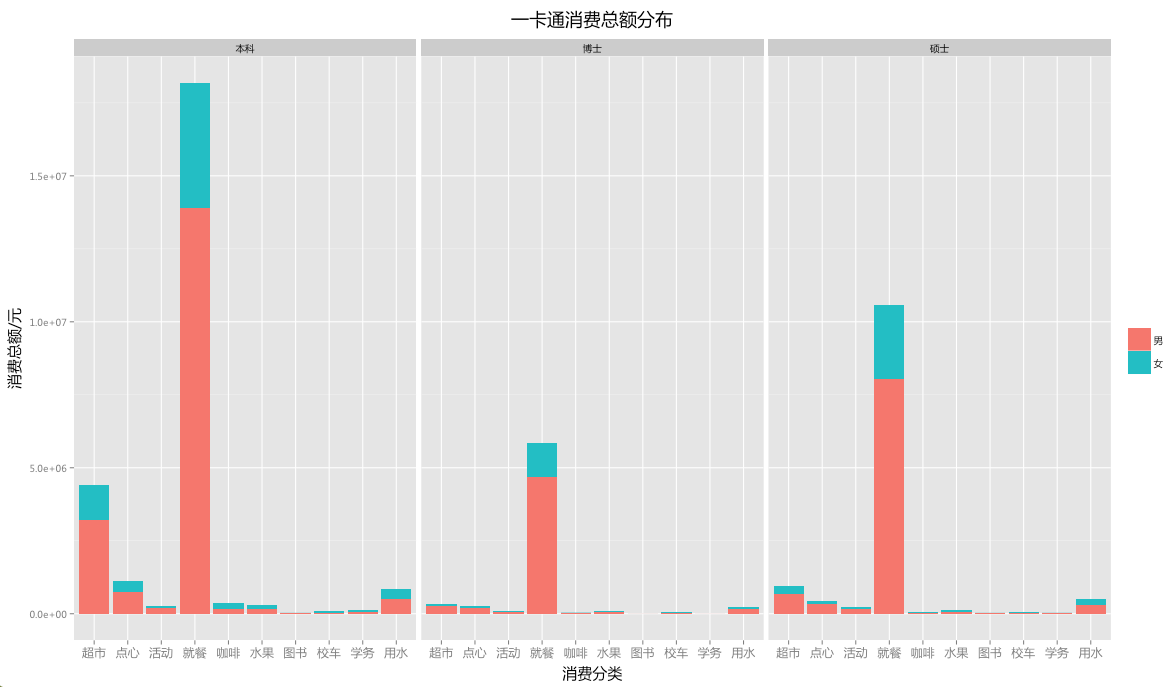 一卡通消费总额分布
本科 博士 硕士
消费总额/元
1.5e+07
1.0e+07
5.0e+06
0.0e+00
超市 点心 活动 就餐 咖啡 水果 图书 校车 学务 用水 超市 点心 活动 就餐 咖啡 水果 图书 校车 学务 用水 超市 点心 活动 就餐 咖啡 水果 图书 校车 学务 用水
消费分类
男
女